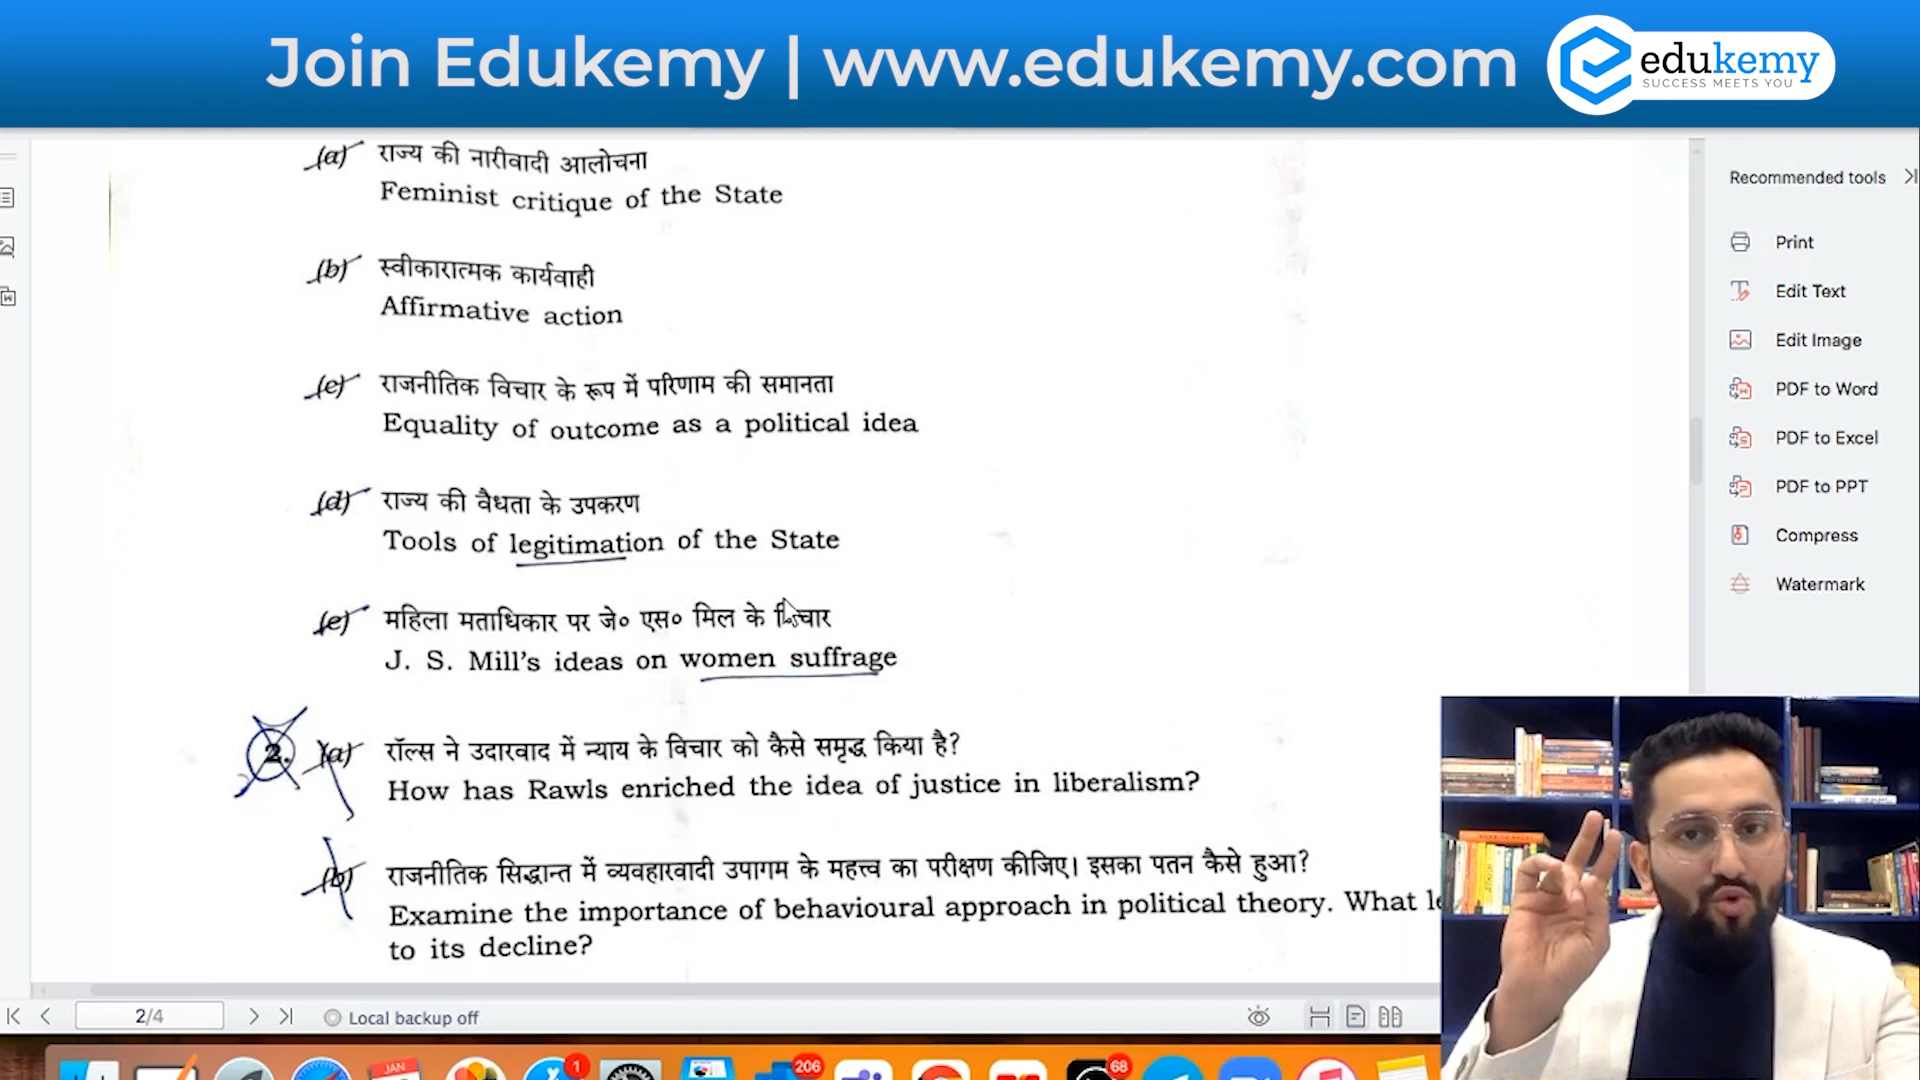 Join Edukemy | www.edukemy.com
edukemy
SUCCESS MEETS YOU
(a) राज्य की नारीवादी आलोचना
Feminist critique of the State
(b) स्वीकारात्मक कार्यवाही
Affirmative action
(c) राजनीतिक विचार के रूप में परिणाम की समानता
Equality of outcome as a political idea
(d) राज्य की वैधता के उपकरण
Tools of legitimation of the State
(e) महिला मताधिकार पर जे० एस० मिल के विचार
J. S. Mill's ideas on women suffrage
2. (a) रॉल्स ने उदारवाद में न्याय के विचार को कैसे समृद्ध किया है?
How has Rawls enriched the idea of justice in liberalism?
(b) राजनीतिक सिद्धान्त में व्यवहारवादी उपागम के महत्त्व का परीक्षण कीजिए। इसका पतन कैसे हुआ?
Examine the importance of behavioural approach in political theory. What le
to its decline?
Recommended tools
Print
Edit Text
Edit Image
PDF to Word
PDF to Excel
PDF to PPT
Compress
Watermark
2/4
Local backup off
JAN
1
206
68